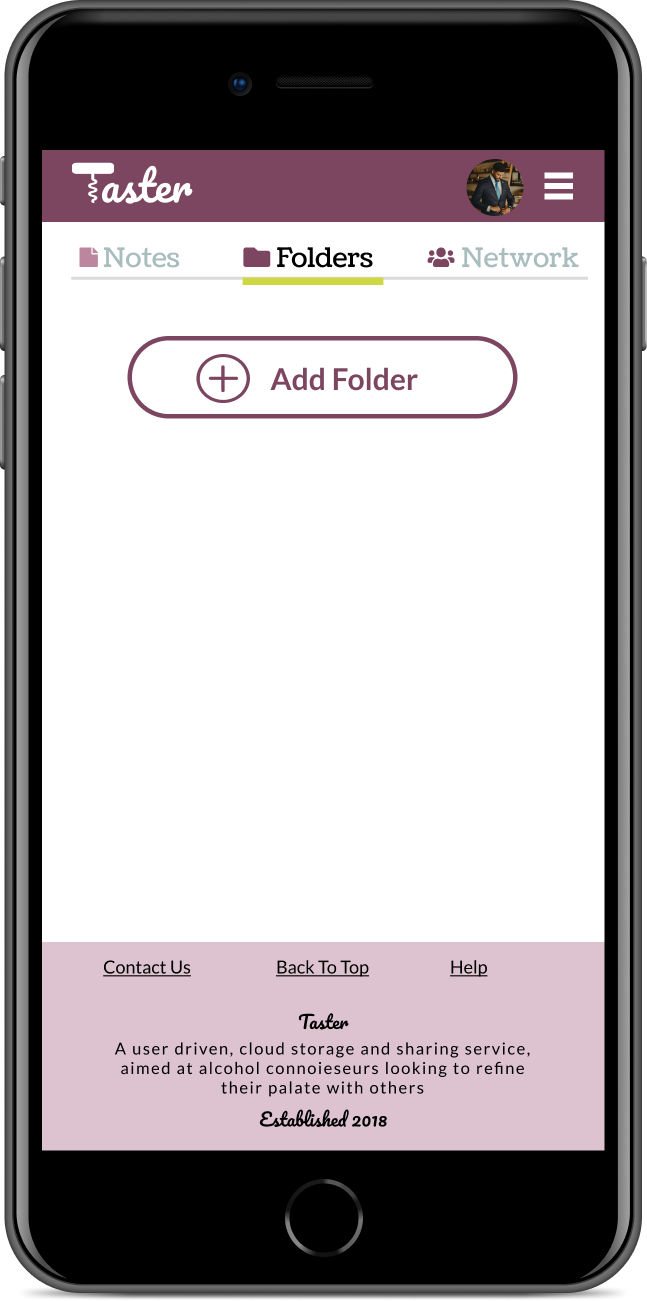 Taster
Notes Folders Network
Add Folder
Contact Us Back To Top Help
Taster
A user driven, cloud storage and sharing service,
aimed at alcohol connoieseurs looking to refine
their palate with others
Established 2018